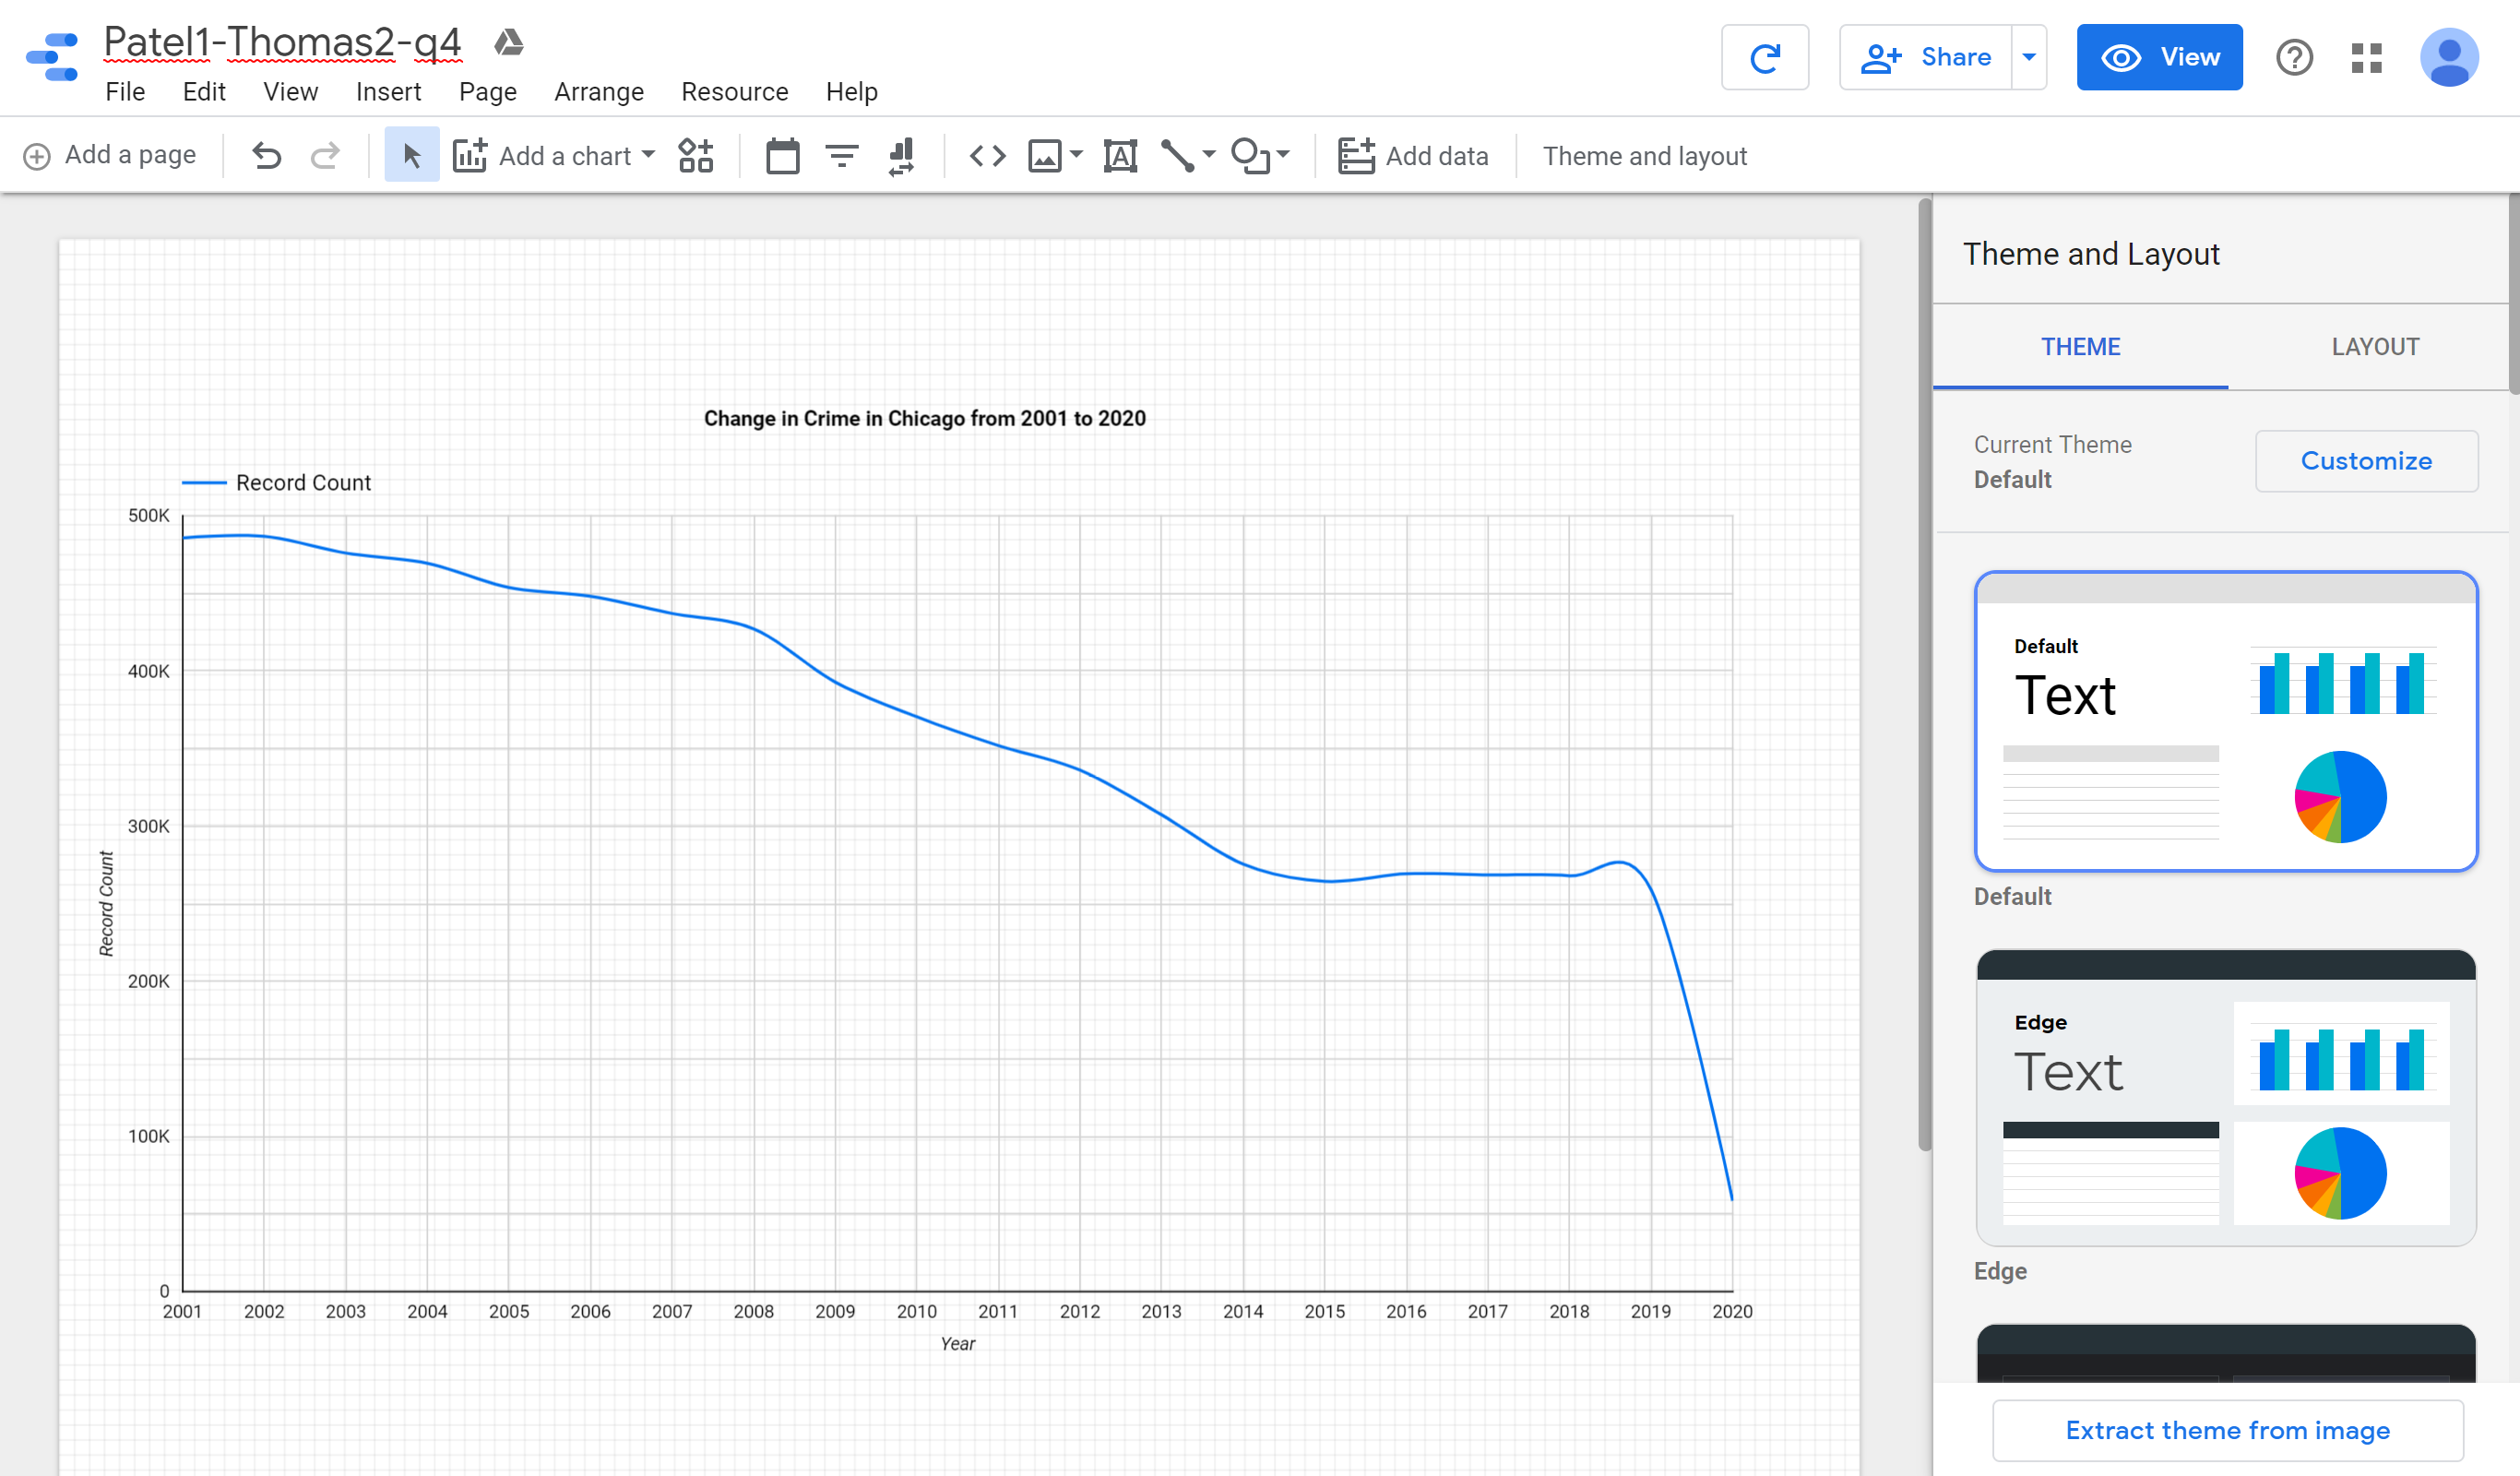 Patel1-Thomas2-q4
File Edit View Insert Page Arrange Resource Help
Share
View
Add a page
Add a chart
Add data
Theme and layout
Change in Crime in Chicago from 2001 to 2020
Record Count
500K
400K
300K
200K
100K
0
Record Count
2001 2002 2003 2004 2005 2006 2007 2008 2009 2010 2011 2012 2013 2014 2015 2016 2017 2018 2019 2020
Year
Theme and Layout
THEME LAYOUT
Current Theme
Default
Customize
Default
Text
Default
Edge
Text
Edge
Extract theme from image